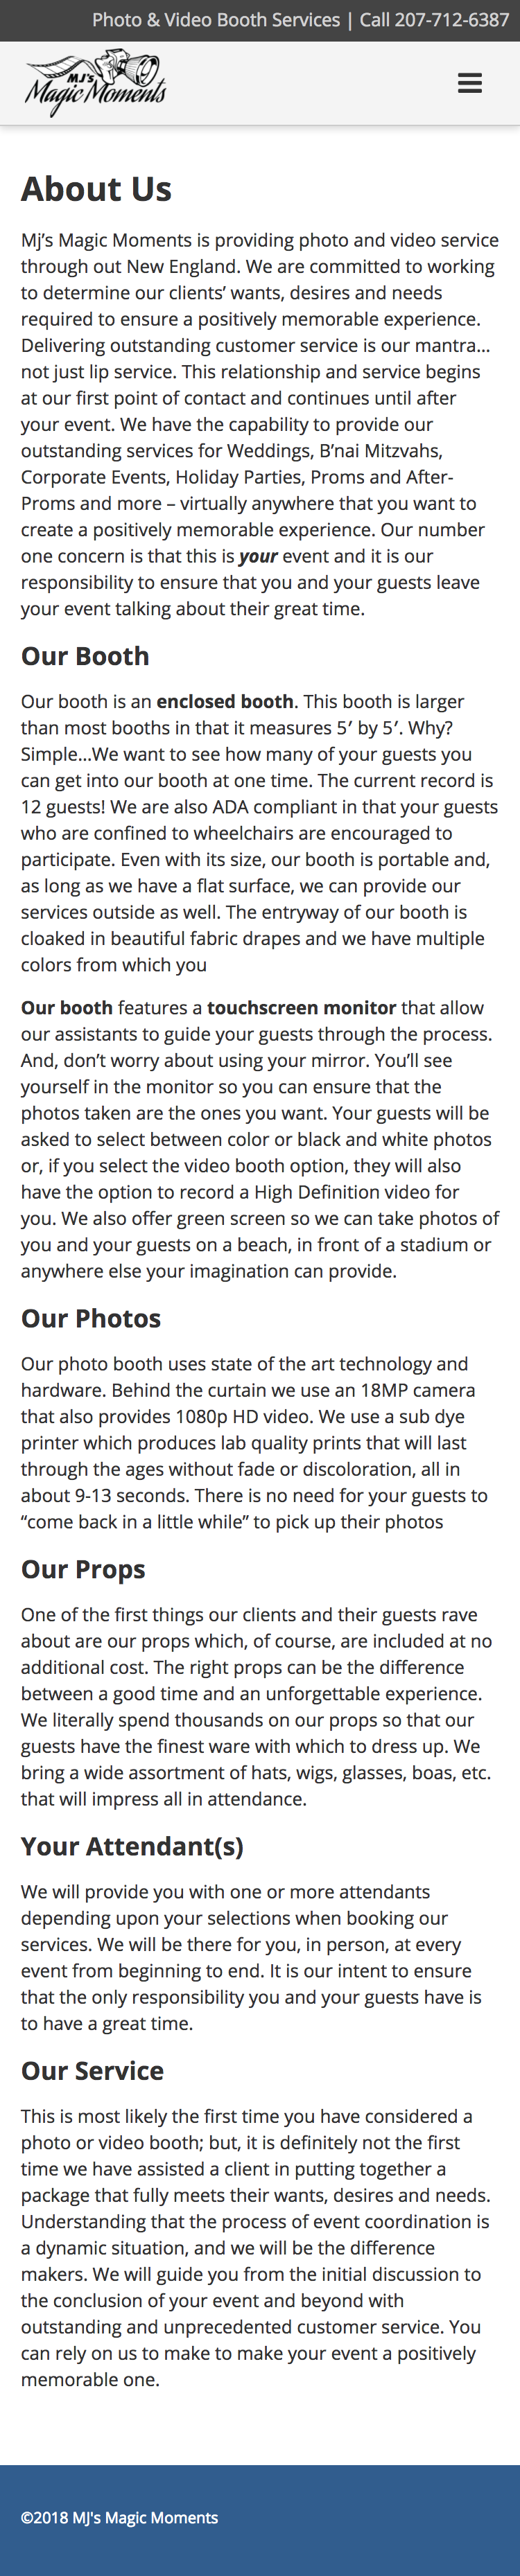 Photo & Video Booth Services | Call 207-712-6387
MJ's
Magic Moments
About Us
Mj’s Magic Moments is providing photo and video service
through out New England. We are committed to working
to determine our clients’ wants, desires and needs
required to ensure a positively memorable experience.
Delivering outstanding customer service is our mantra…
not just lip service. This relationship and service begins
at our first point of contact and continues until after
your event. We have the capability to provide our
outstanding services for Weddings, B’nai Mitzvahs,
Corporate Events, Holiday Parties, Proms and After-
Proms and more – virtually anywhere that you want to
create a positively memorable experience. Our number
one concern is that this is your event and it is our
responsibility to ensure that you and your guests leave
your event talking about their great time.
Our Booth
Our booth is an enclosed booth. This booth is larger
than most booths in that it measures 5′ by 5′. Why?
Simple…We want to see how many of your guests you
can get into our booth at one time. The current record is
12 guests! We are also ADA compliant in that your guests
who are confined to wheelchairs are encouraged to
participate. Even with its size, our booth is portable and,
as long as we have a flat surface, we can provide our
services outside as well. The entryway of our booth is
cloaked in beautiful fabric drapes and we have multiple
colors from which you
Our booth features a touchscreen monitor that allow
our assistants to guide your guests through the process.
And, don’t worry about using your mirror. You’ll see
yourself in the monitor so you can ensure that the
photos taken are the ones you want. Your guests will be
asked to select between color or black and white photos
or, if you select the video booth option, they will also
have the option to record a High Definition video for
you. We also offer green screen so we can take photos of
you and your guests on a beach, in front of a stadium or
anywhere else your imagination can provide.
Our Photos
Our photo booth uses state of the art technology and
hardware. Behind the curtain we use an 18MP camera
that also provides 1080p HD video. We use a sub dye
printer which produces lab quality prints that will last
through the ages without fade or discoloration, all in
about 9-13 seconds. There is no need for your guests to
“come back in a little while” to pick up their photos
Our Props
One of the first things our clients and their guests rave
about are our props which, of course, are included at no
additional cost. The right props can be the difference
between a good time and an unforgettable experience.
We literally spend thousands on our props so that our
guests have the finest ware with which to dress up. We
bring a wide assortment of hats, wigs, glasses, boas, etc.
that will impress all in attendance.
Your Attendant(s)
We will provide you with one or more attendants
depending upon your selections when booking our
services. We will be there for you, in person, at every
event from beginning to end. It is our intent to ensure
that the only responsibility you and your guests have is
to have a great time.
Our Service
This is most likely the first time you have considered a
photo or video booth; but, it is definitely not the first
time we have assisted a client in putting together a
package that fully meets their wants, desires and needs.
Understanding that the process of event coordination is
a dynamic situation, and we will be the difference
makers. We will guide you from the initial discussion to
the conclusion of your event and beyond with
outstanding and unprecedented customer service. You
can rely on us to make to make your event a positively
memorable one.
©2018 MJ's Magic Moments